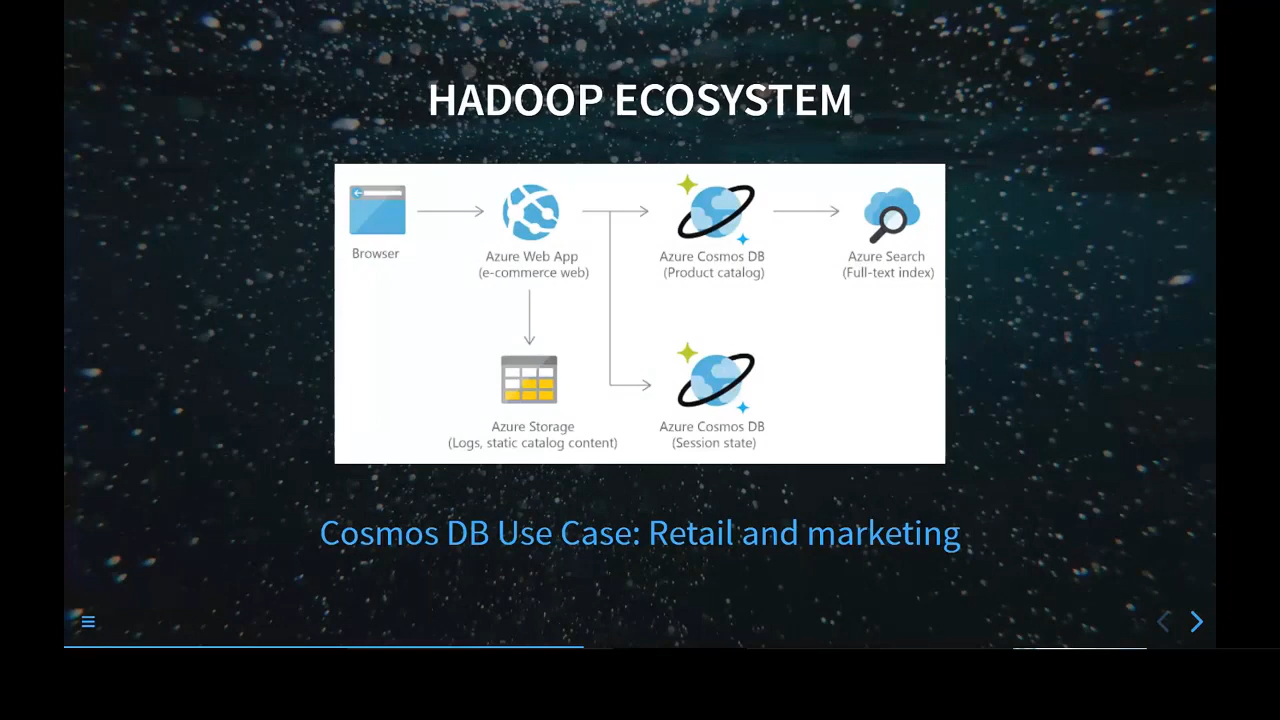 HADOOP ECOSYSTEM
Browser
Azure Web App
(e-commerce web)
Azure Cosmos DB
(Product catalog)
Azure Search
(Full-text index)
Azure Storage
(Logs, static catalog content)
Azure Cosmos DB
(Session state)
Cosmos DB Use Case: Retail and marketing